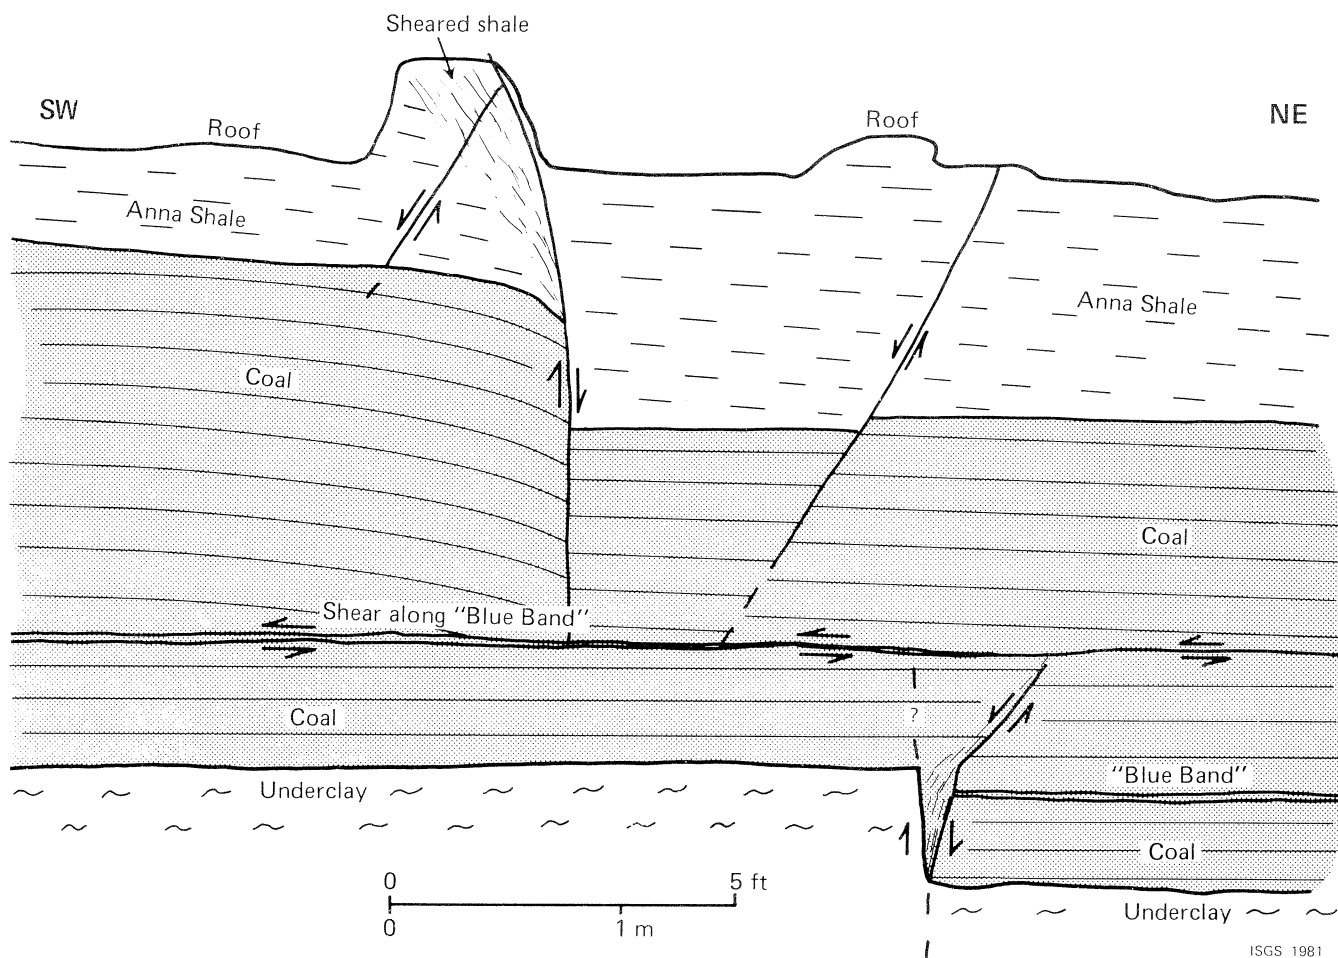 Sheared shale
SW
Roof
Roof
NE
Anna Shale
Anna Shale
Coal
Coal
Shear along "Blue Band"
Coal
?
"Blue Band"
Underclay
Coal
0
5 ft
0
1 m
Underclay
ISGS 1981